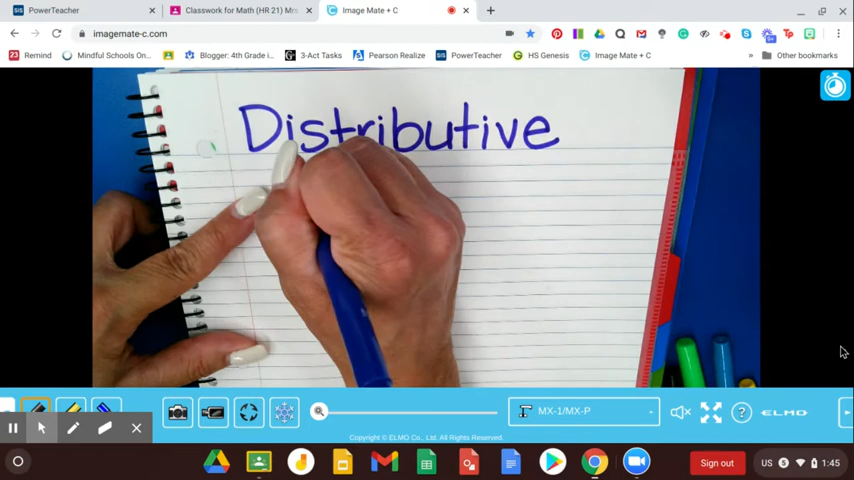 PowerTeacher
Classwork for Math (HR 21) Mrs
Image Mate + C
imagemate-c.com
Remind
Mindful Schools On...
Blogger: 4th Grade i...
3-Act Tasks
Pearson Realize
PowerTeacher
HS Genesis
Image Mate + C
Other bookmarks
Distributive
MX-1/MX-P
ELMO
Copyright © ELMO Co., Ltd. All Rights Reserved.
Sign out
US
1:45